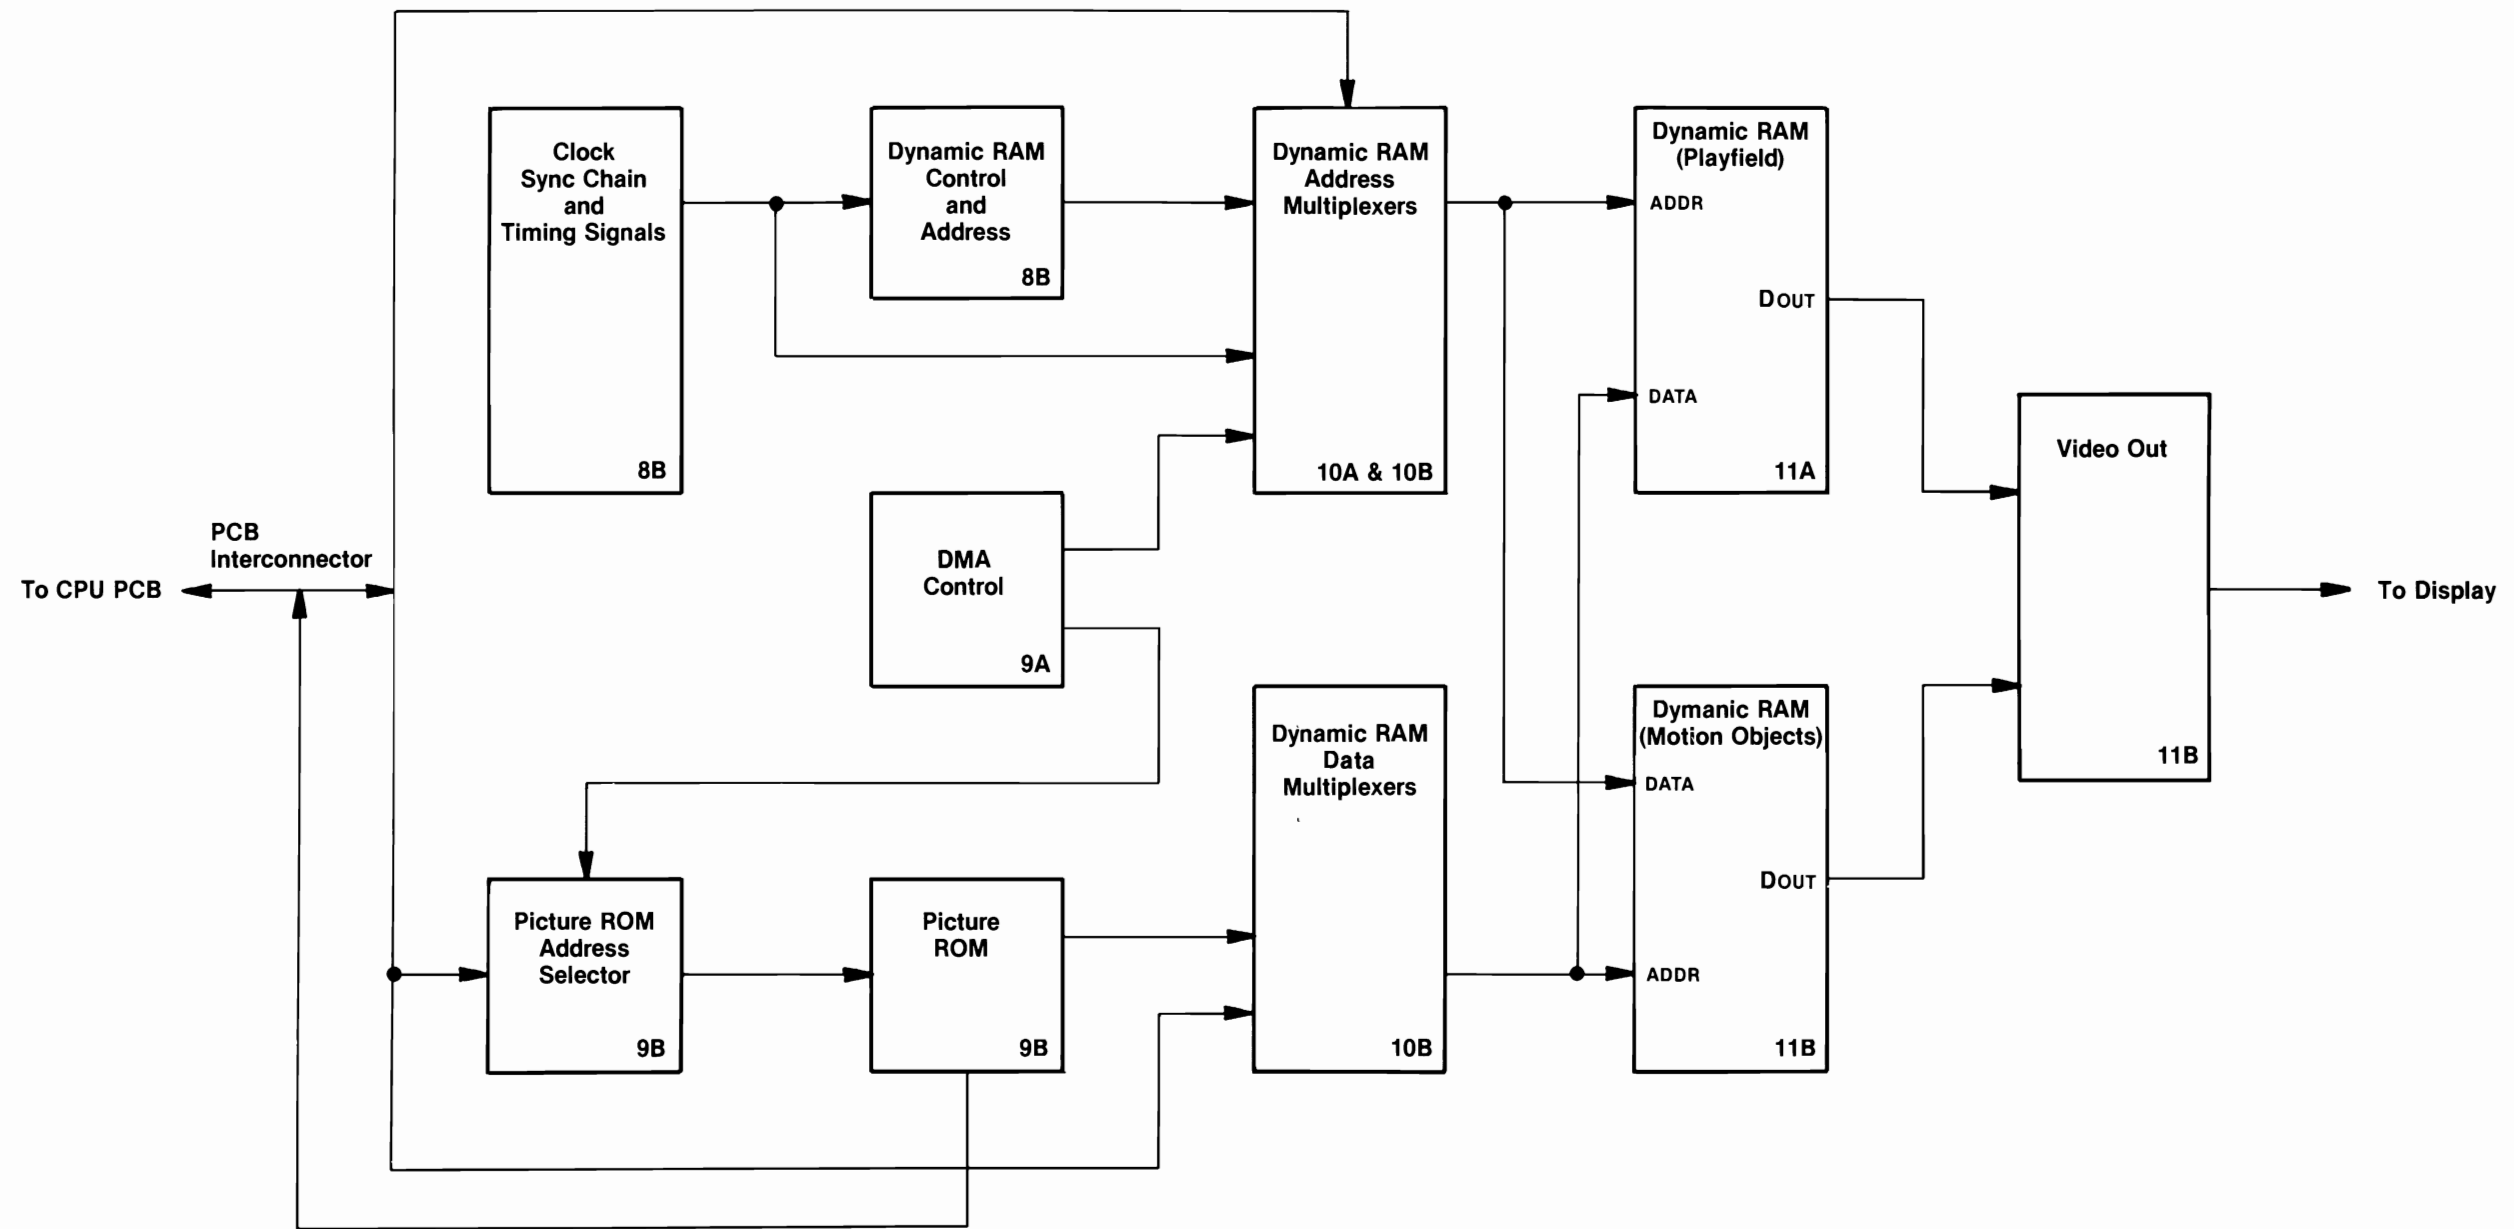 Clock
Sync Chain
and
Timing Signals
8B
Dynamic RAM
Control
and
Address
8B
Dynamic RAM
Address
Multiplexers
10A & 10B
Dynamic RAM
(Playfield)
ADDR
DOUT
DATA
11A
PCB
Interconnector
To CPU PCB
DMA
Control
9A
Video Out
11B
To Display
Picture ROM
Address
Selector
9B
Picture
ROM
9B
Dynamic RAM
Data
Multiplexers
10B
Dymanic RAM
(Motion Objects)
DATA
DOUT
ADDR
11B